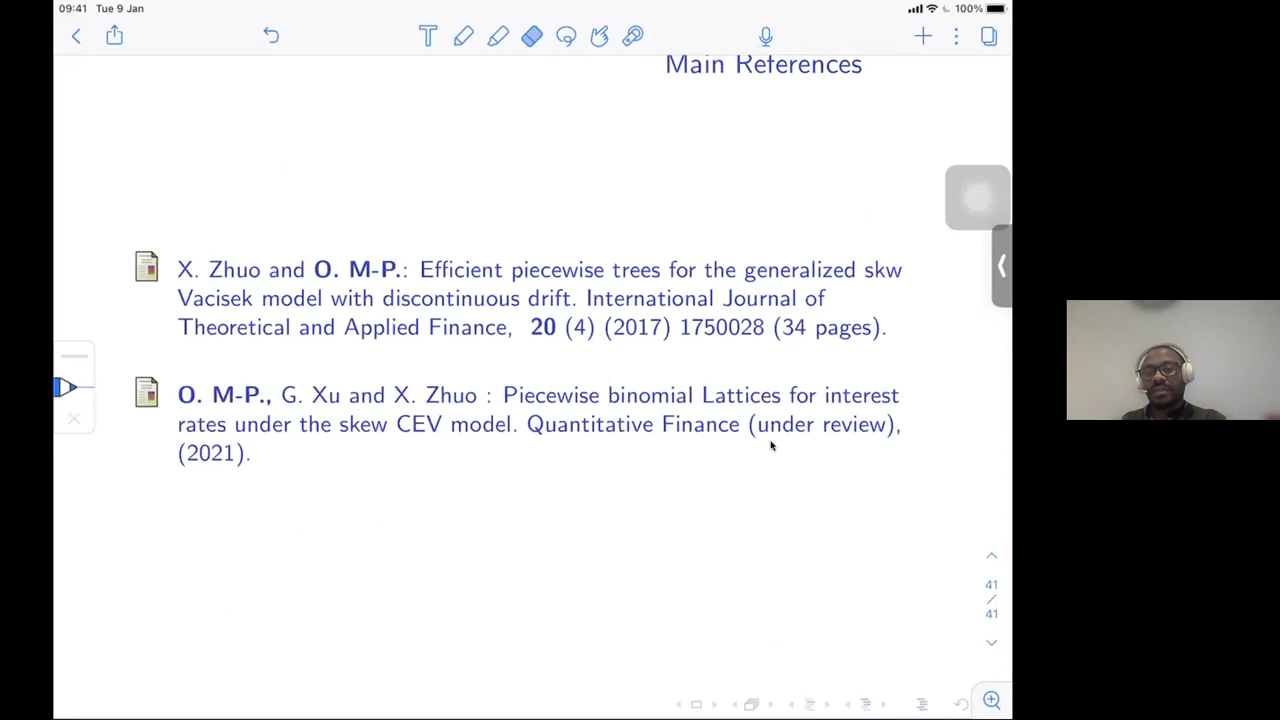 09:41 Tue 9 Jan
100%
T
Main References
X. Zhuo and O. M-P.: Efficient piecewise trees for the generalized skw
Vacisek model with discontinuous drift. International Journal of
Theoretical and Applied Finance, 20 (4) (2017) 1750028 (34 pages).
O. M-P., G. Xu and X. Zhuo : Piecewise binomial Lattices for interest
rates under the skew CEV model. Quantitative Finance (under review),
(2021).
41
/
41